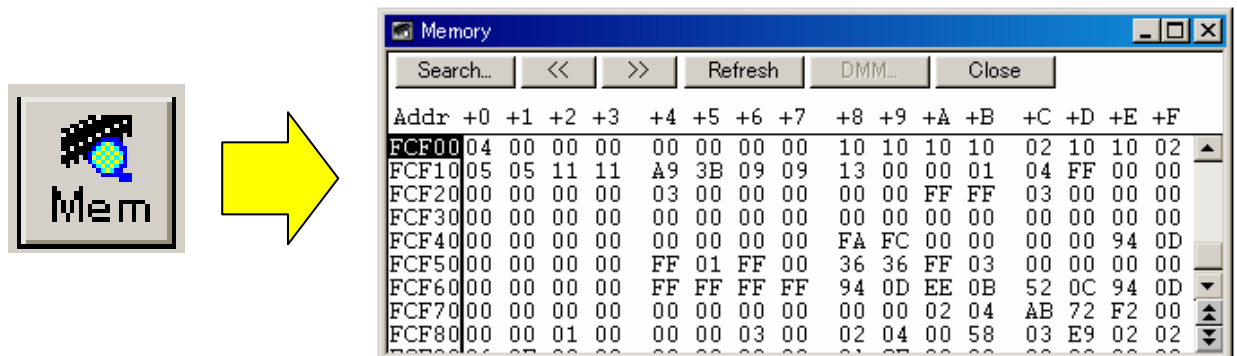 Mem
Memory
Search... << >> Refresh DMM... Close
Addr +0 +1 +2 +3 +4 +5 +6 +7 +8 +9 +A +B +C +D +E +F
FCF00 04 00 00 00 00 00 00 00 10 10 10 10 02 10 10 02
FCF10 05 05 11 11 A9 3B 09 09 13 00 00 01 04 FF 00 00
FCF20 00 00 00 00 03 00 00 00 00 00 FF FF 03 00 00 00
FCF30 00 00 00 00 00 00 00 00 00 00 00 00 00 00 00 00
FCF40 00 00 00 00 00 00 00 00 FA FC 00 00 00 00 94 0D
FCF50 00 00 00 00 FF 01 FF 00 36 36 FF 03 00 00 00 00
FCF60 00 00 00 00 FF FF FF FF 94 0D EE 0B 52 0C 94 0D
FCF70 00 00 00 00 00 00 00 00 00 00 02 04 AB 72 F2 00
FCF80 00 00 01 00 00 00 03 00 02 04 00 58 03 E9 02 02